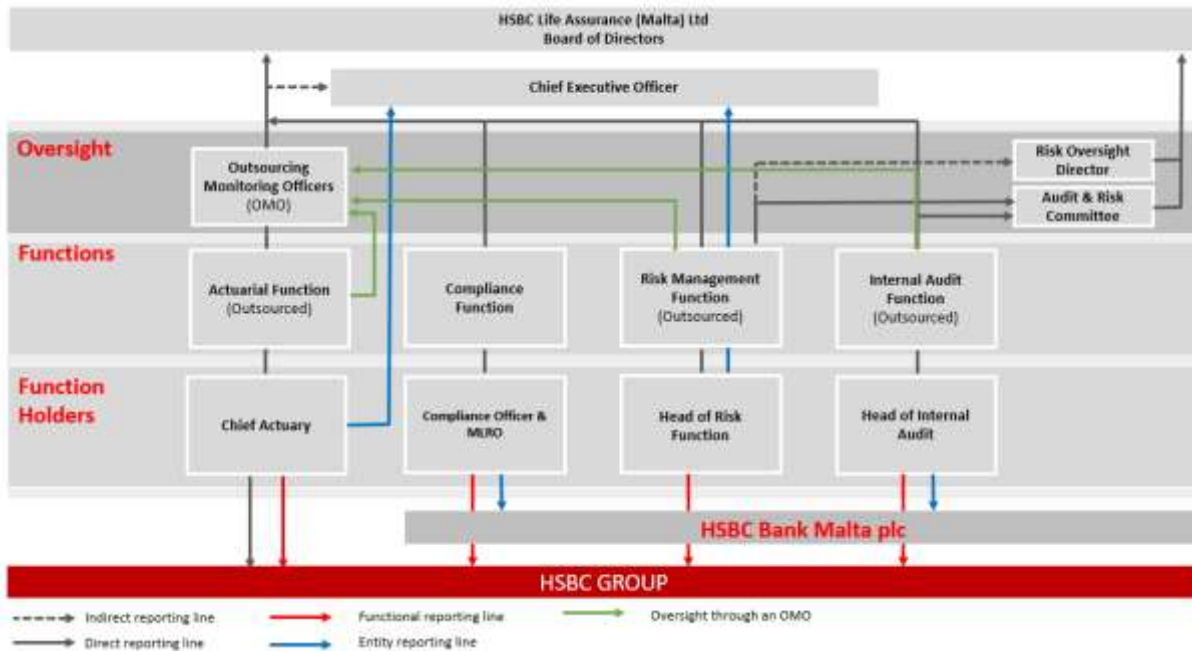 HSBC Life Assurance (Malta) Ltd
Board of Directors
Chief Executive Officer
Oversight
Outsourcing
Monitoring Officers
(OMO)
Risk Oversight
Director
Audit & Risk
Committee
Functions
Actuarial Function
(Outsourced)
Compliance
Function
Risk Management
Function
(Outsourced)
Internal Audit
Function
(Outsourced)
Function
Holders
Chief Actuary
Compliance Officer &
MLRO
Head of Risk
Function
Head of Internal
Audit
HSBC Bank Malta plc
HSBC GROUP
Indirect reporting line
Functional reporting line
Oversight through an OMO
Direct reporting line
Entity reporting line